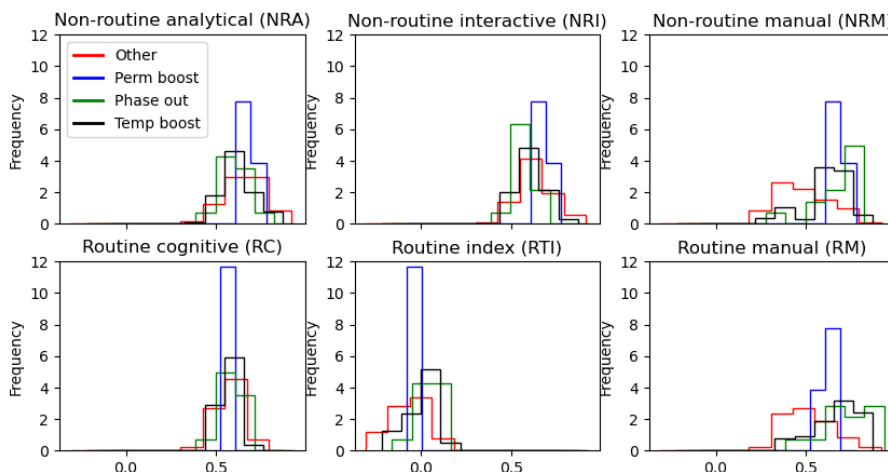 Non-routine analytical (NRA)
Non-routine interactive (NRI)
Non-routine manual (NRM)
12
10
8
6
4
2
0
Frequency
Other
Perm boost
Phase out
Temp boost
12
10
8
6
4
2
0
Frequency
12
10
8
6
4
2
0
Frequency
Routine cognitive (RC)
Routine index (RTI)
Routine manual (RM)
12
10
8
6
4
2
0
Frequency
0.0 0.5
12
10
8
6
4
2
0
Frequency
0.0 0.5
12
10
8
6
4
2
0
Frequency
0.0 0.5